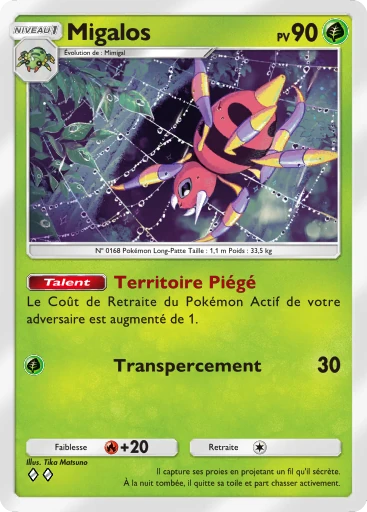 NIVEAU 1
Migalos
PV 90
Évolution de : Mimigal
N° 0168 Pokémon Long-Patte Taille : 1,1 m Poids : 33,5 kg
Talent Territoire Piégé
Le Coût de Retraite du Pokémon Actif de votre
adversaire est augmenté de 1.
Transpercement 30
Faiblesse +20 Retraite
Illus. Tika Matsuno
Il capture ses proies en projetant un fil qu'il sécrète.
À la nuit tombée, il quitte sa toile et part chasser activement.